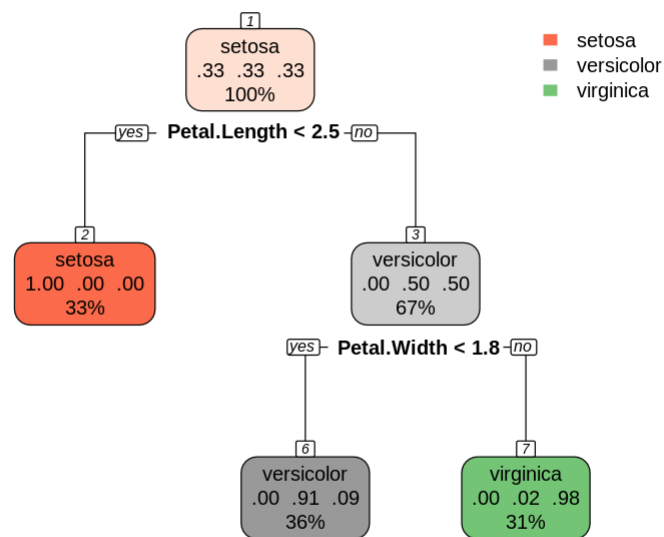 1
setosa
.33 .33 .33
100%
setosa
versicolor
virginica
yes Petal.Length < 2.5 no
2
setosa
1.00 .00 .00
33%
3
versicolor
.00 .50 .50
67%
yes Petal.Width < 1.8 no
6
versicolor
.00 .91 .09
36%
7
virginica
.00 .02 .98
31%